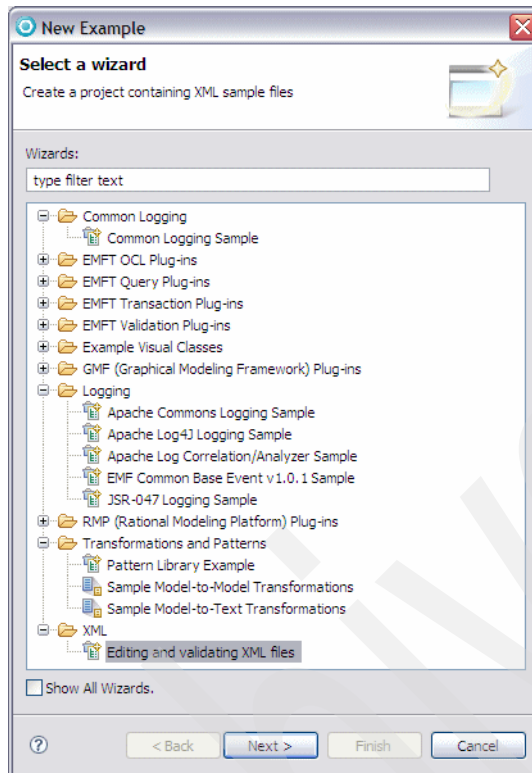 New Example
Select a wizard
Create a project containing XML sample files
Wizards:
type filter text
Common Logging
Common Logging Sample
EMFT OCL Plug-ins
EMFT Query Plug-ins
EMFT Transaction Plug-ins
EMFT Validation Plug-ins
Example Visual Classes
GMF (Graphical Modeling Framework) Plug-ins
Logging
Apache Commons Logging Sample
Apache Log4J Logging Sample
Apache Log Correlation/Analyzer Sample
EMF Common Base Event v1.0.1 Sample
JSR-047 Logging Sample
RMP (Rational Modeling Platform) Plug-ins
Transformations and Patterns
Pattern Library Example
Sample Model-to-Model Transformations
Sample Model-to-Text Transformations
XML
Editing and validating XML files
Show All Wizards.
? < Back Next > Finish Cancel